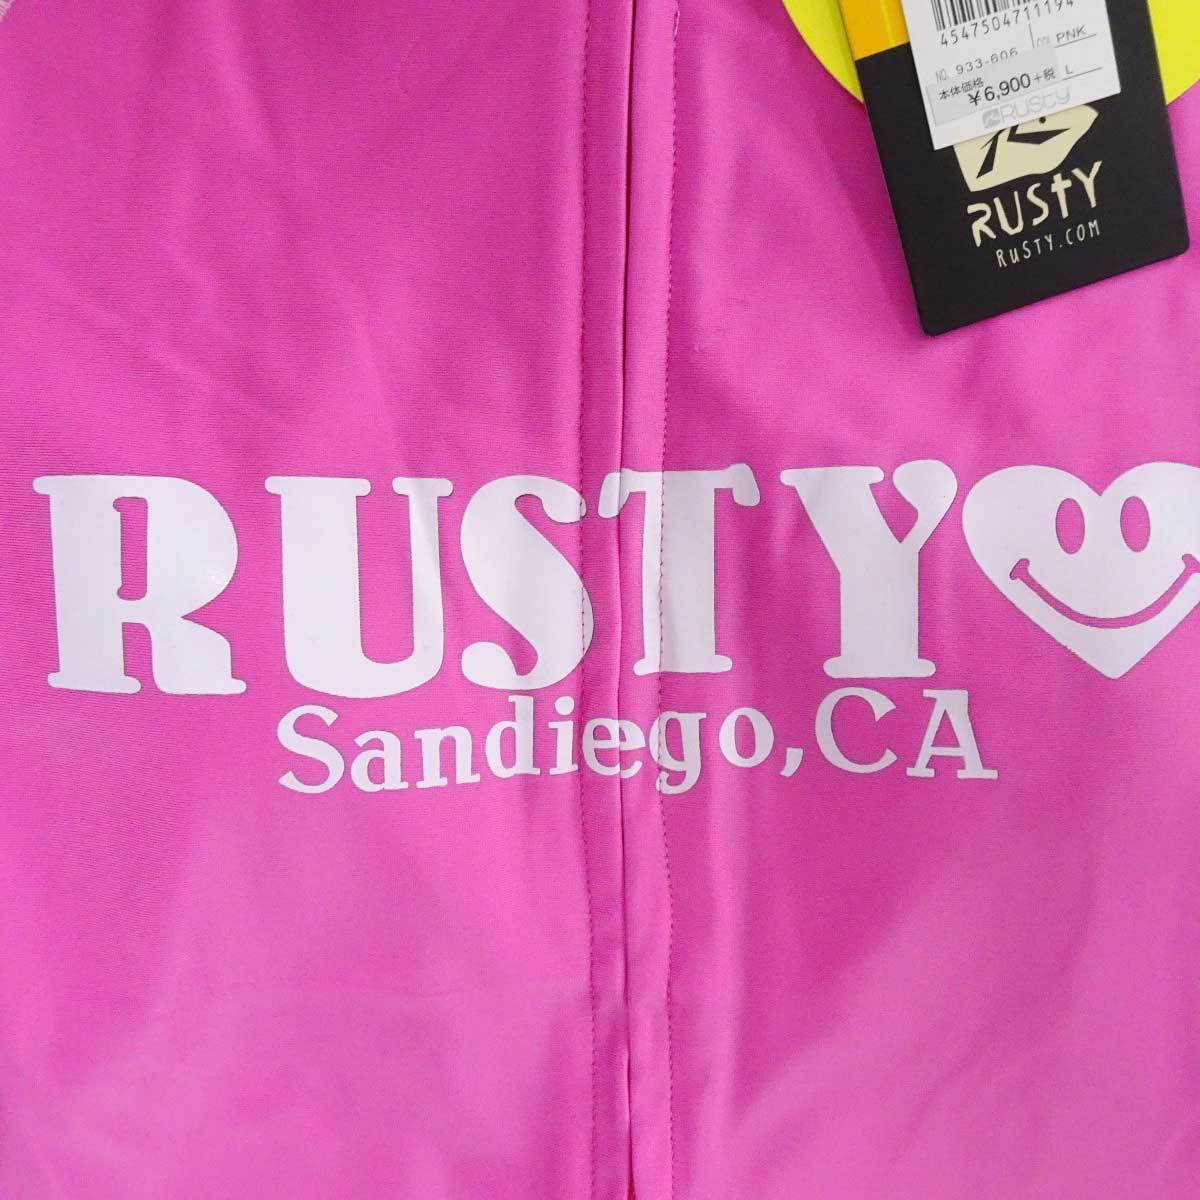 4547504711194
NO. 933-606 COL PNK
本体価格 ¥6,900+税 L
RUSTY
RUSTY
RUSTY.COM
RUSTY
Sandiego,CA